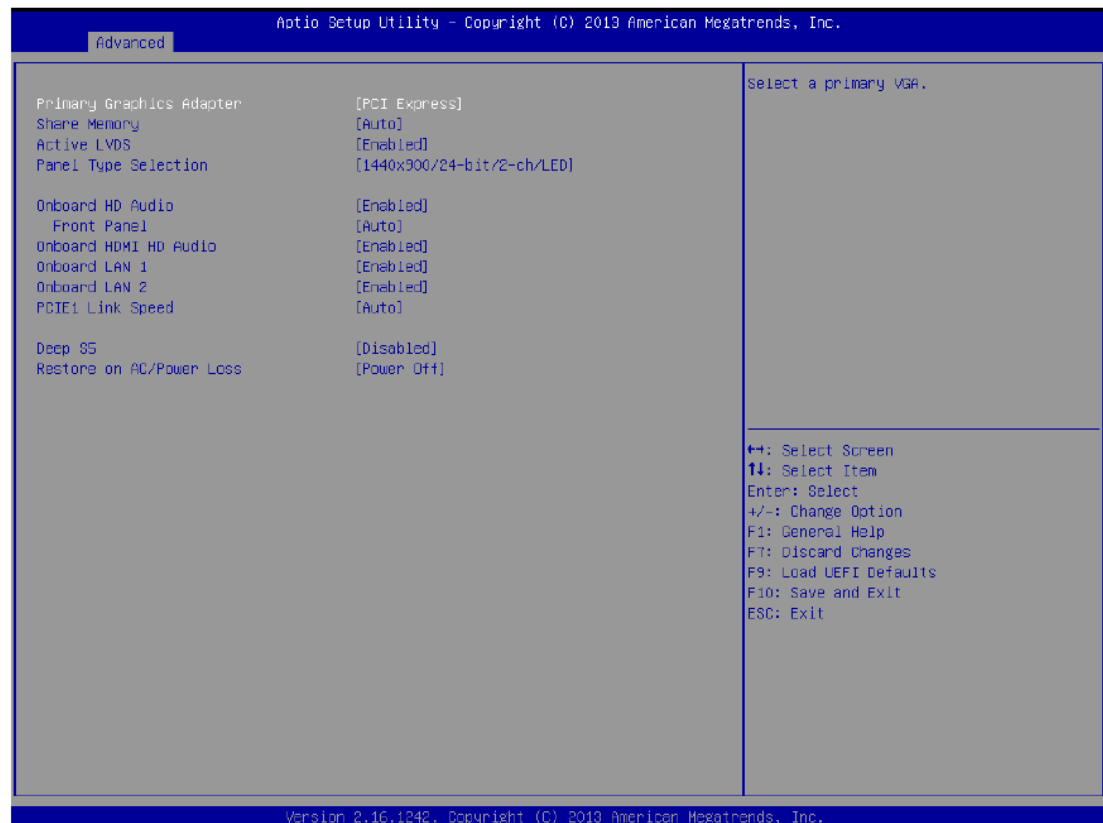 Aptio Setup Utility - Copyright (C) 2013 American Megatrends, Inc.
Advanced
Primary Graphics Adapter [PCI Express]
Share Memory [Auto]
Active LVDS [Enabled]
Panel Type Selection [1440x900/24-bit/2-ch/LED]
Onboard HD Audio [Enabled]
Front Panel [Auto]
Onboard HDMI HD Audio [Enabled]
Onboard LAN 1 [Enabled]
Onboard LAN 2 [Enabled]
PCIE1 Link Speed [Auto]
Deep S5 [Disabled]
Restore on AC/Power Loss [Power Off]
Select a primary VGA.
←→: Select Screen
↑↓: Select Item
Enter: Select
+/-: Change Option
F1: General Help
F7: Discard Changes
F9: Load UEFI Defaults
F10: Save and Exit
ESC: Exit
Version 2.16.1242. Copyright (C) 2013 American Megatrends, Inc.